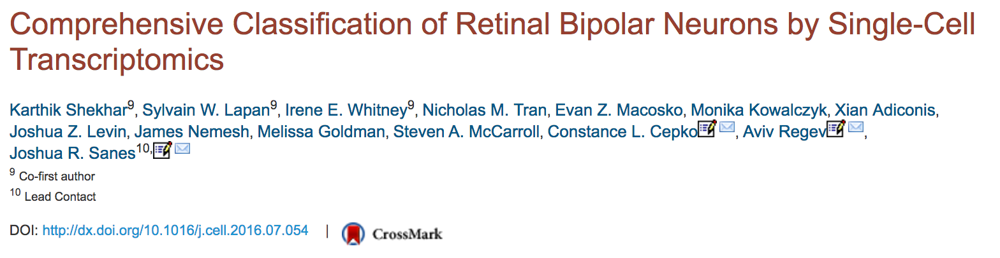 Comprehensive Classification of Retinal Bipolar Neurons by Single-Cell
Transcriptomics
Karthik Shekhar9, Sylvain W. Lapan9, Irene E. Whitney9, Nicholas M. Tran, Evan Z. Macosko, Monika Kowalczyk, Xian Adiconis,
Joshua Z. Levin, James Nemesh, Melissa Goldman, Steven A. McCarroll, Constance L. Cepko, Aviv Regev,
Joshua R. Sanes10,
9 Co-first author
10 Lead Contact
DOI: http://dx.doi.org/10.1016/j.cell.2016.07.054 | CrossMark